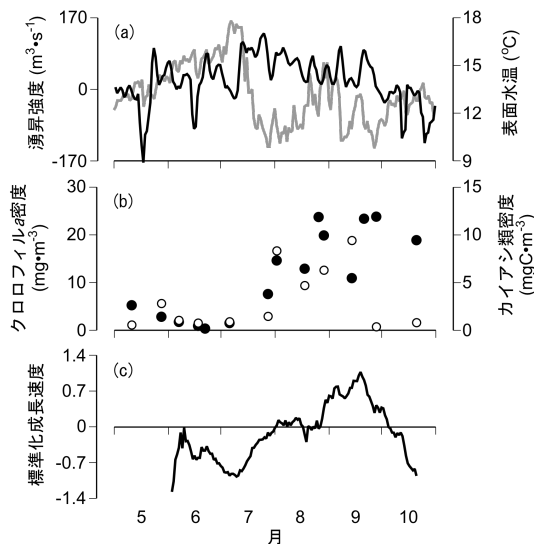 (a)
湧昇強度 (m³•s⁻¹)
170
0
-170
表面水温 (ºC)
18
15
12
9
(b)
クロロフィルa密度
(mg•m⁻³)
30
20
10
0
カイアシ類密度
(mgC•m⁻³)
15
10
5
0
(c)
標準化成長速度
1.4
0.7
0
-0.7
-1.4
5 6 7 8 9 10
月